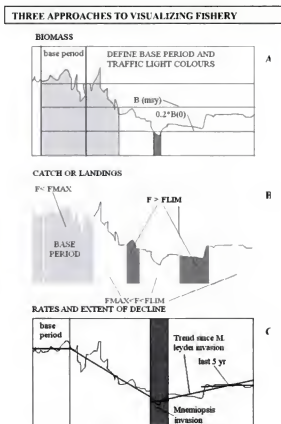 THREE APPROACHES TO VISUALIZING FISHERY
BIOMASS
base period
DEFINE BASE PERIOD AND
TRAFFIC LIGHT COLOURS
A
B (msy)
0.2*B(0)
CATCH OR LANDINGS
F< FMAX
F > FLIM
B
BASE
PERIOD
FMAX<F<FLIM
RATES AND EXTENT OF DECLINE
base
period
C
Trend since M.
leyder invasion
last 5 yr
Mnemiopsis
invasion